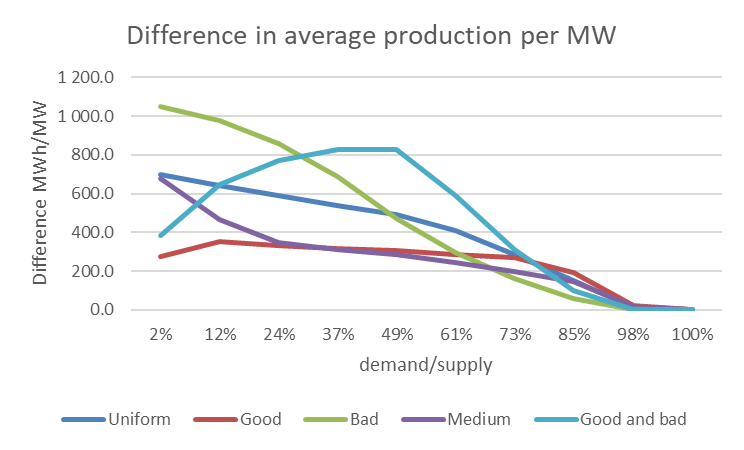 Difference in average production per MW
1 200.0
1 000.0
800.0
600.0
400.0
200.0
0.0
Difference MWh/MW
2% 12% 24% 37% 49% 61% 73% 85% 98% 100%
demand/supply
Uniform Good Bad Medium Good and bad